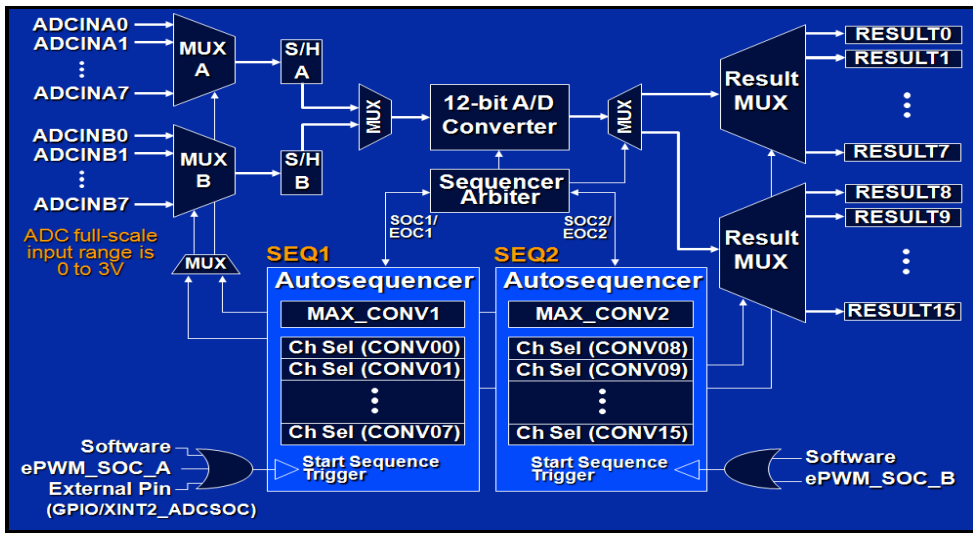 ADCINA0
ADCINA1
ADCINA7
ADCINB0
ADCINB1
ADCINB7
ADC full-scale
input range is
0 to 3V
MUX
A
MUX
B
MUX
S/H
A
S/H
B
MUX
12-bit A/D
Converter
MUX
Sequencer
Arbiter
SOC1/
EOC1
SOC2/
EOC2
Result
MUX
Result
MUX
RESULT0
RESULT1
RESULT7
RESULT8
RESULT9
RESULT15
SEQ1
Autosequencer
MAX_CONV1
Ch Sel (CONV00)
Ch Sel (CONV01)
Ch Sel (CONV07)
Start Sequence
Trigger
SEQ2
Autosequencer
MAX_CONV2
Ch Sel (CONV08)
Ch Sel (CONV09)
Ch Sel (CONV15)
Start Sequence
Trigger
Software
ePWM_SOC_A
External Pin
(GPIO/XINT2_ADCSOC)
Software
ePWM_SOC_B